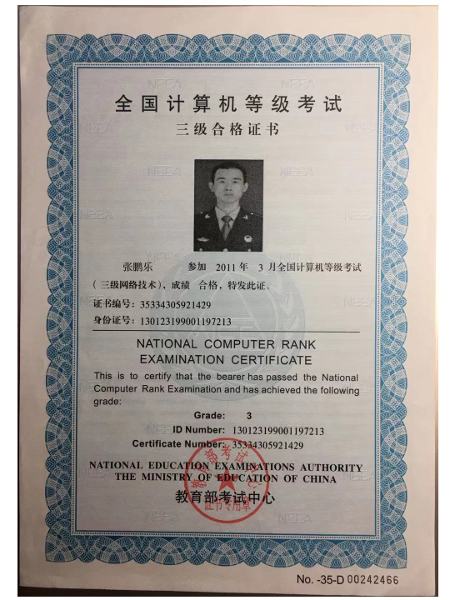 全国计算机等级考试
三级合格证书
张鹏乐 参加 2011 年 3 月全国计算机等级考试
(三级网络技术),成绩 合格,特发此证。
证书编号: 35334305921429
身份证号: 130123199001197213
NATIONAL COMPUTER RANK
EXAMINATION CERTIFICATE
This is to certify that the bearer has passed the National
Computer Rank Examination and has achieved the following
grade:
Grade: 3
ID Number: 130123199001197213
Certificate Number: 35334305921429
NATIONAL EDUCATION EXAMINATIONS AUTHORITY
THE MINISTRY OF EDUCATION OF CHINA
教育部考试中心
证书专用章
No. -35-D 00242466